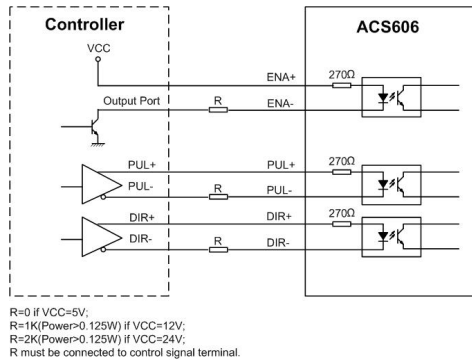 Controller
ACS606
VCC
ENA+
270Ω
Output Port
R
ENA-
PUL+
PUL+
270Ω
PUL-
R
PUL-
DIR+
DIR+
270Ω
DIR-
R
DIR-
R=0 if VCC=5V;
R=1K(Power>0.125W) if VCC=12V;
R=2K(Power>0.125W) if VCC=24V;
R must be connected to control signal terminal.